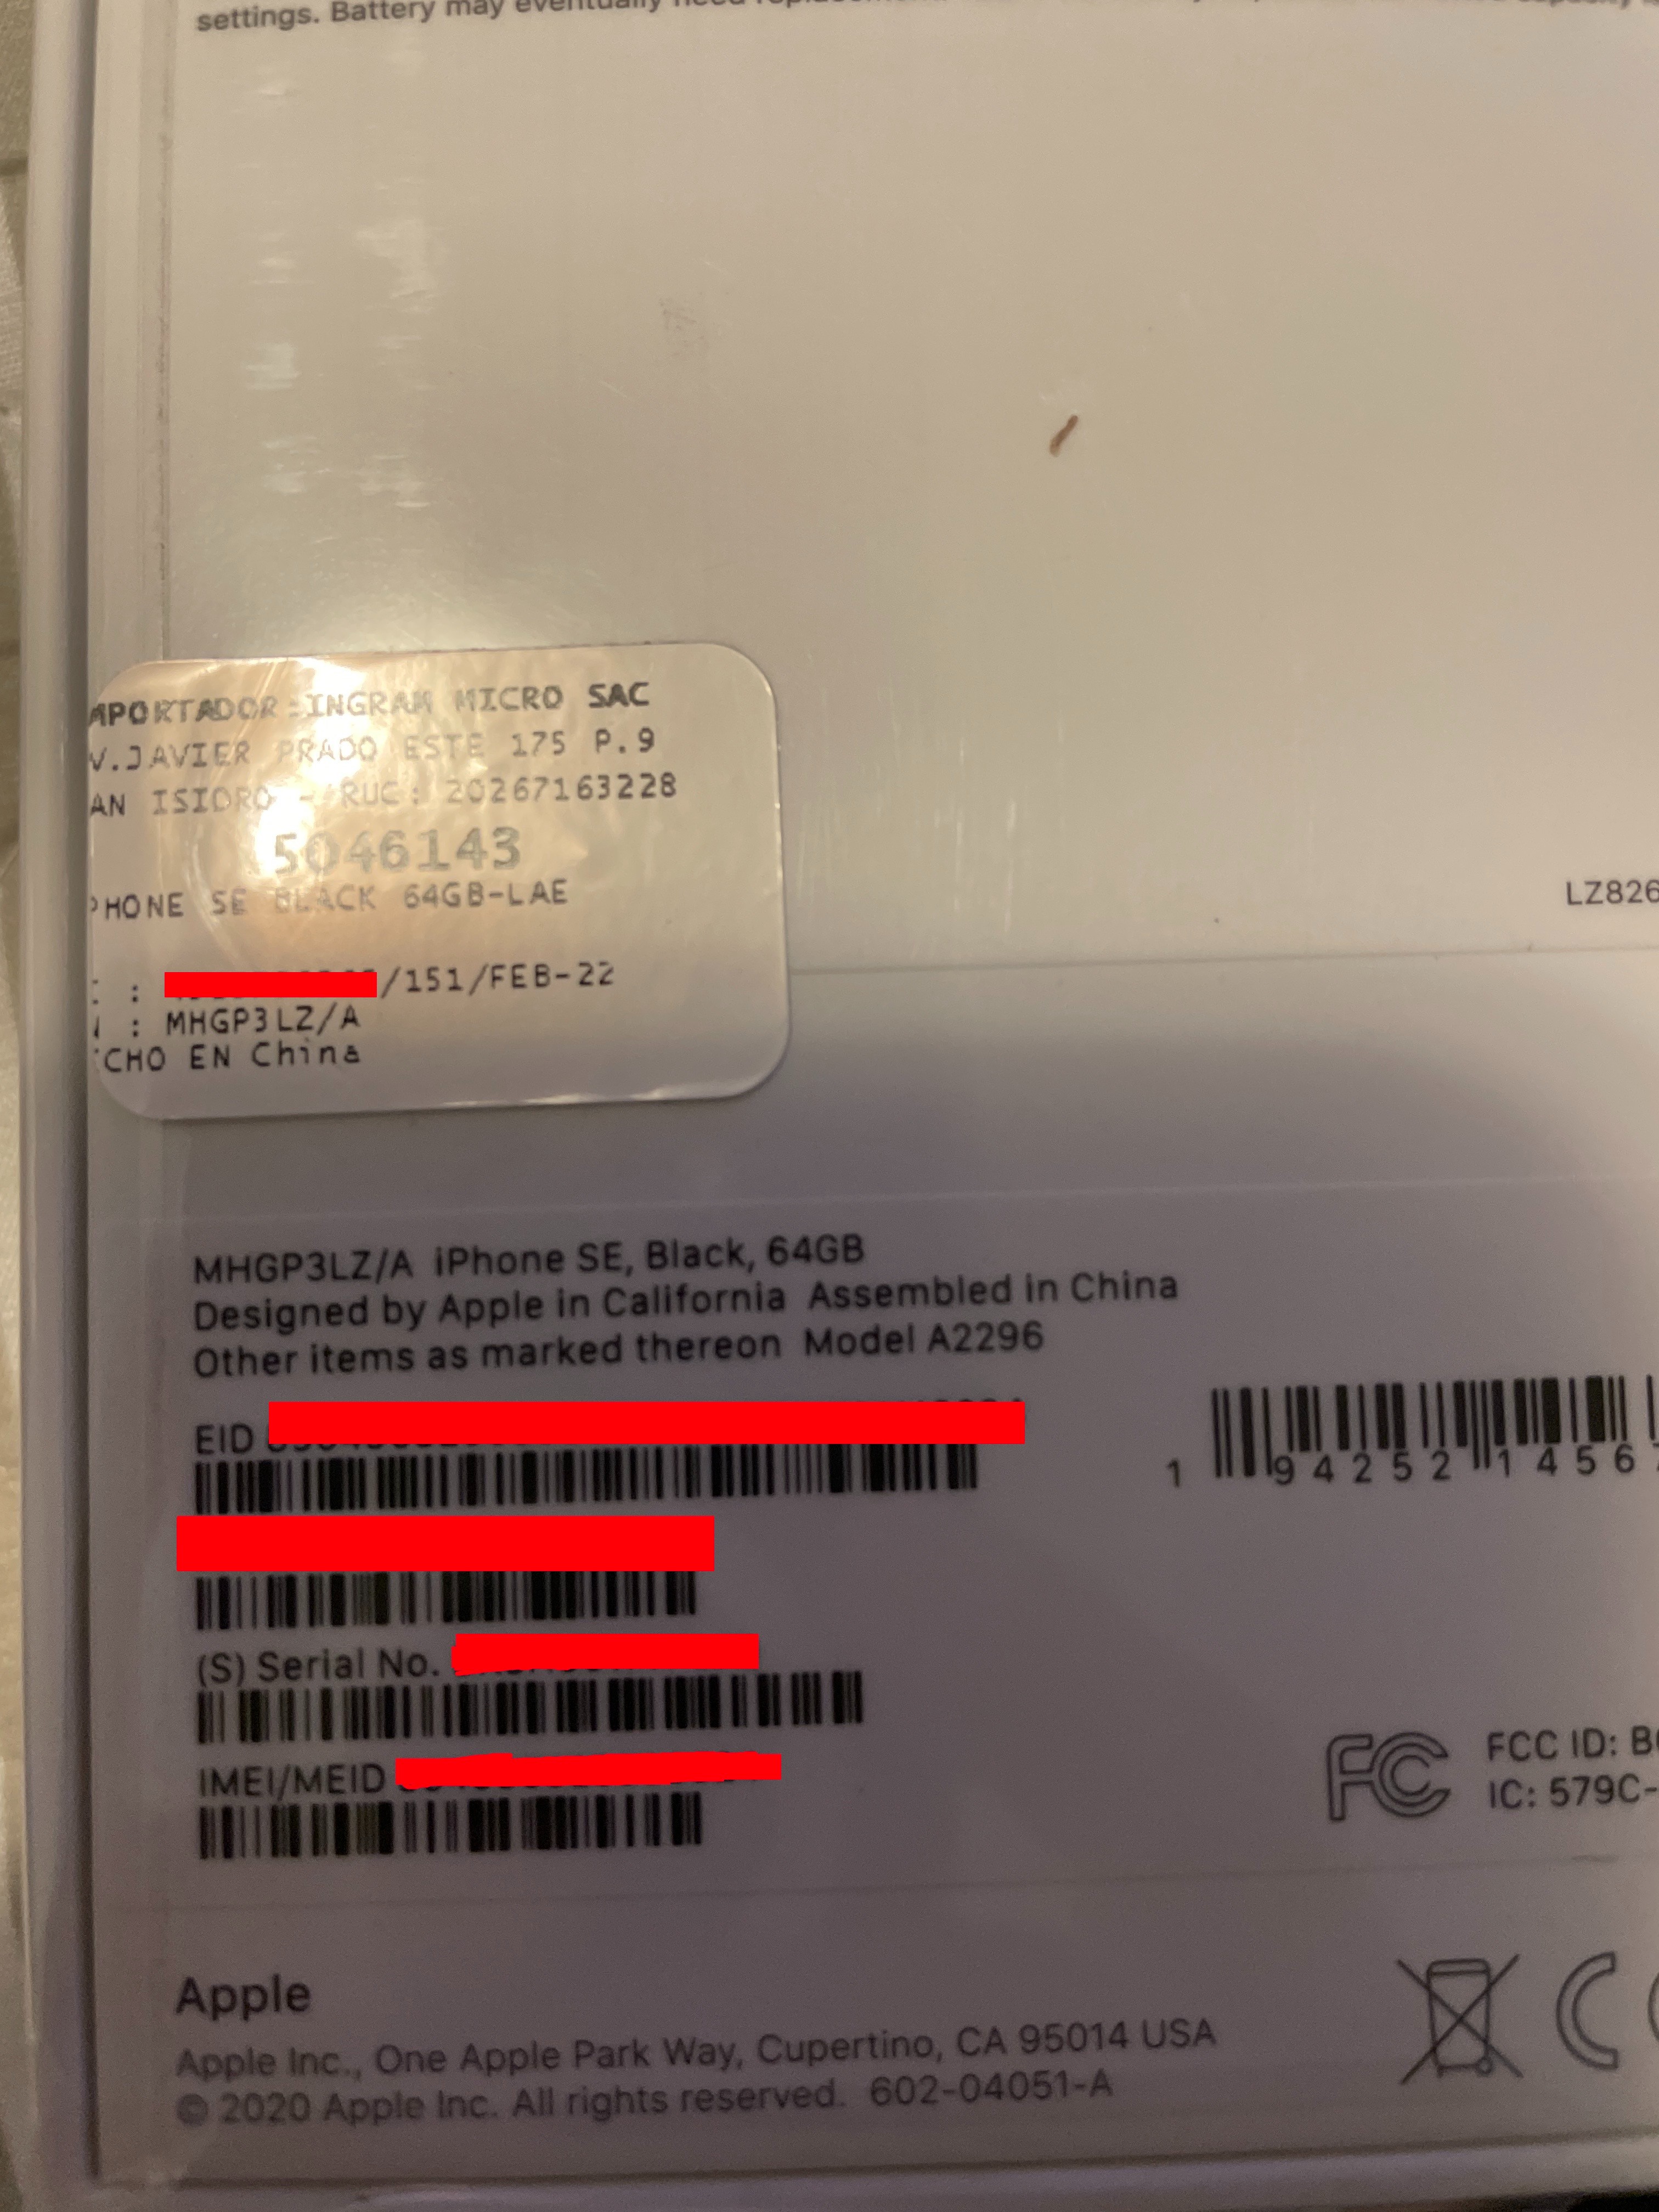 settings. Battery may eventually need
APORTADOR:INGRAM MICRO SAC
V.JAVIER PRADO ESTE 175 P.9
AN ISIDRO - RUC: 20267163228
5046143
PHONE SE BLACK 64GB-LAE
LZ826
: /151/FEB-22
: MHGP3LZ/A
CHO EN China
MHGP3LZ/A iPhone SE, Black, 64GB
Designed by Apple in California Assembled in China
Other items as marked thereon Model A2296
EID
1 94252 1456
(S) Serial No.
IMEI/MEID
FC FCC ID: B
IC: 579C-
Apple
Apple Inc., One Apple Park Way, Cupertino, CA 95014 USA
© 2020 Apple Inc. All rights reserved. 602-04051-A